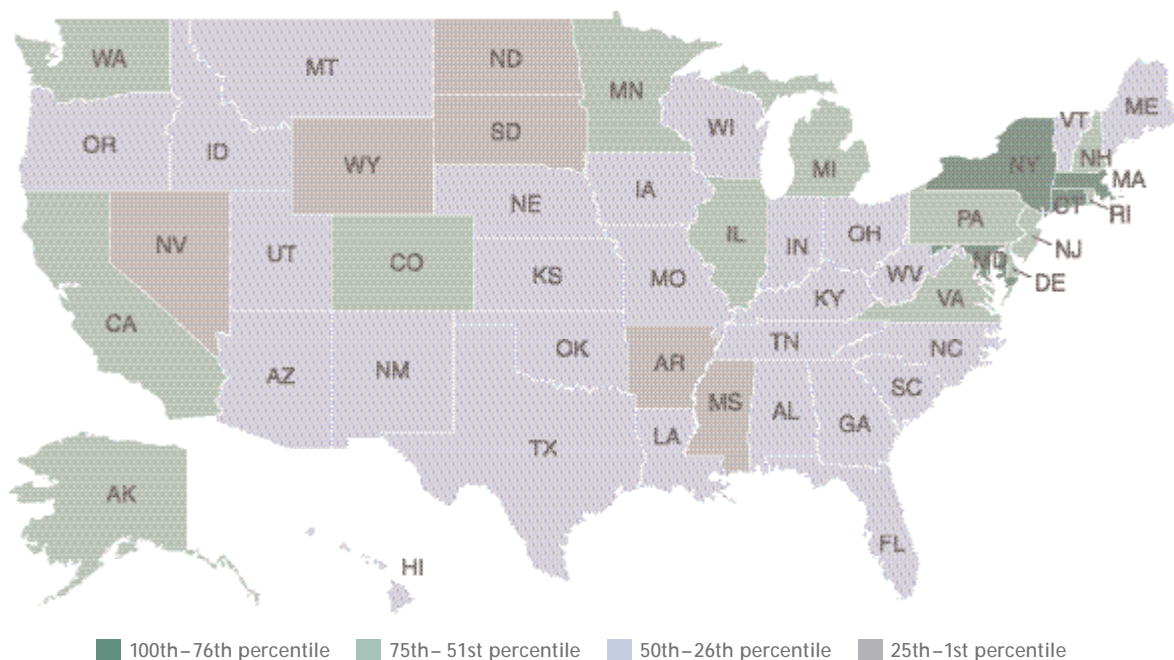 WA
MT
ND
MN
OR
ID
WY
SD
WI
MI
VT
ME
NH
NY
MA
CT
RI
NV
UT
CO
NE
IA
IL
IN
OH
PA
NJ
MD
DE
CA
KS
MO
KY
WV
VA
AZ
NM
OK
AR
TN
NC
SC
MS
AL
GA
TX
LA
FL
AK
HI
100th–76th percentile 75th–51st percentile 50th–26th percentile 25th–1st percentile